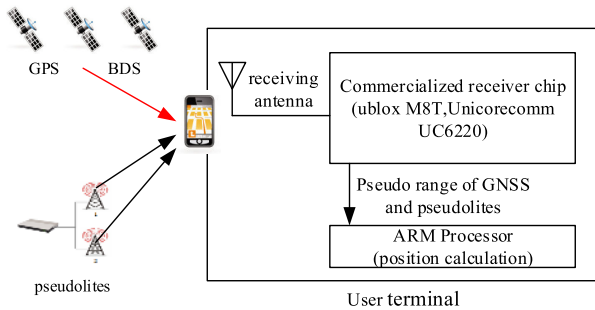 GPS
BDS
receiving
antenna
Commercialized receiver chip
(ublox M8T,Unicorecomm
UC6220)
Pseudo range of GNSS
and pseudolites
ARM Processor
(position calculation)
pseudolites
User terminal